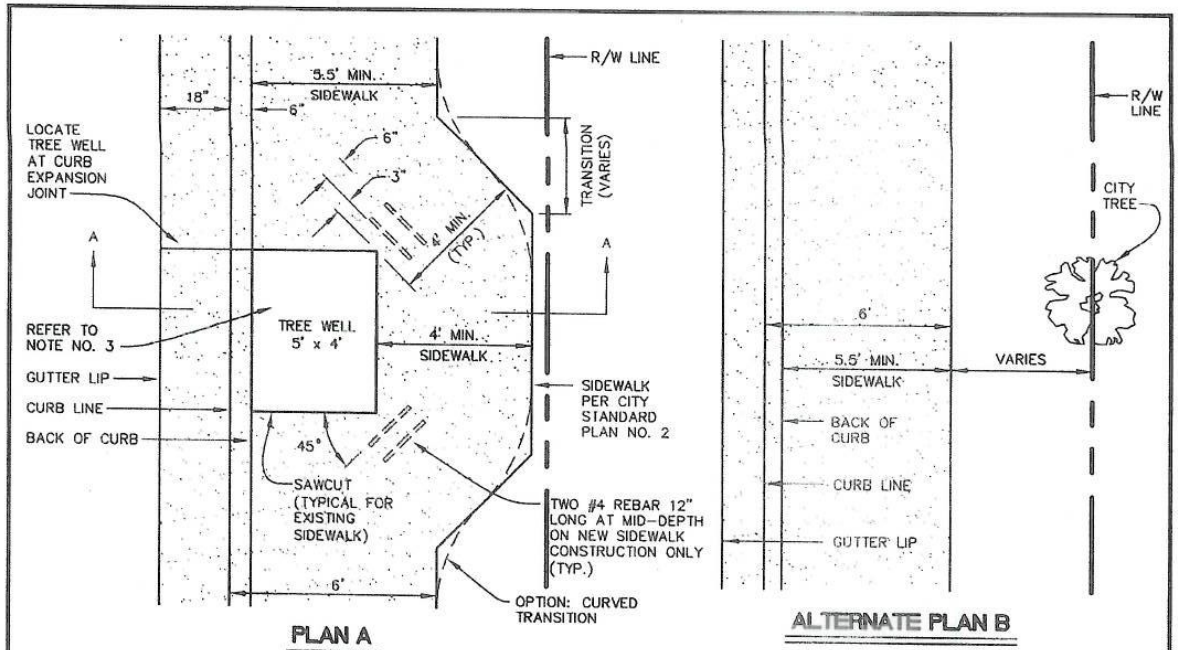 5.5' MIN.
SIDEWALK
18"
6"
R/W LINE
LOCATE
TREE WELL
AT CURB
EXPANSION
JOINT
6"
3"
4' MIN.
(TYP.)
TRANSITION
(VARIES)
A
A
REFER TO
NOTE NO. 3
TREE WELL
5' x 4'
4' MIN.
SIDEWALK
GUTTER LIP
CURB LINE
BACK OF CURB
SIDEWALK
PER CITY
STANDARD
PLAN NO. 2
45°
SAWCUT
(TYPICAL FOR
EXISTING
SIDEWALK)
TWO #4 REBAR 12"
LONG AT MID-DEPTH
ON NEW SIDEWALK
CONSTRUCTION ONLY
(TYP.)
6'
OPTION: CURVED
TRANSITION
PLAN A
R/W
LINE
CITY
TREE
6'
5.5' MIN.
SIDEWALK
VARIES
BACK OF
CURB
CURB LINE
GUTTER LIP
ALTERNATE PLAN B